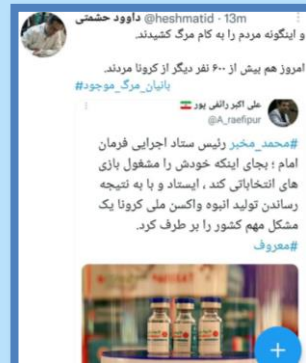 داوود حشمتی @heshmatid · 13m
و اینگونه مردم را به کام مرگ کشیدند.
امروز هم بیش از ۶۰۰ نفر دیگر از کرونا مردند.
#بانیان_مرگ_موجود
علی اکبر رائفی پور
@A_raefipur
#محمد_مخبر رئیس ستاد اجرایی فرمان
امام ؛ بجای اینکه خودش را مشغول بازی
های انتخاباتی کند ، ایستاد و با به نتیجه
رساندن تولید انبوه واکسن ملی کرونا یک
مشکل مهم کشور را بر طرف کرد.
#معروف